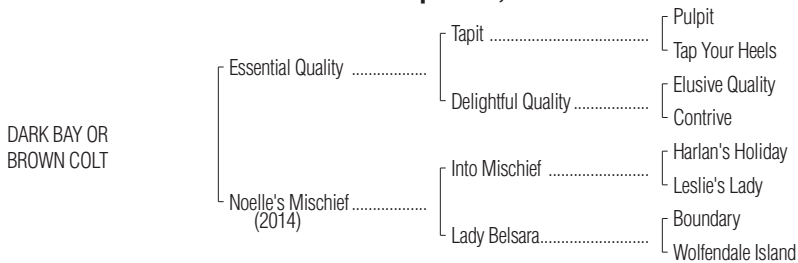 Pulpit
Tapit
Tap Your Heels
Essential Quality
Elusive Quality
Delightful Quality
Contrive
DARK BAY OR
BROWN COLT
Harlan's Holiday
Into Mischief
Leslie's Lady
Noelle's Mischief
(2014)
Boundary
Lady Belsara
Wolfendale Island